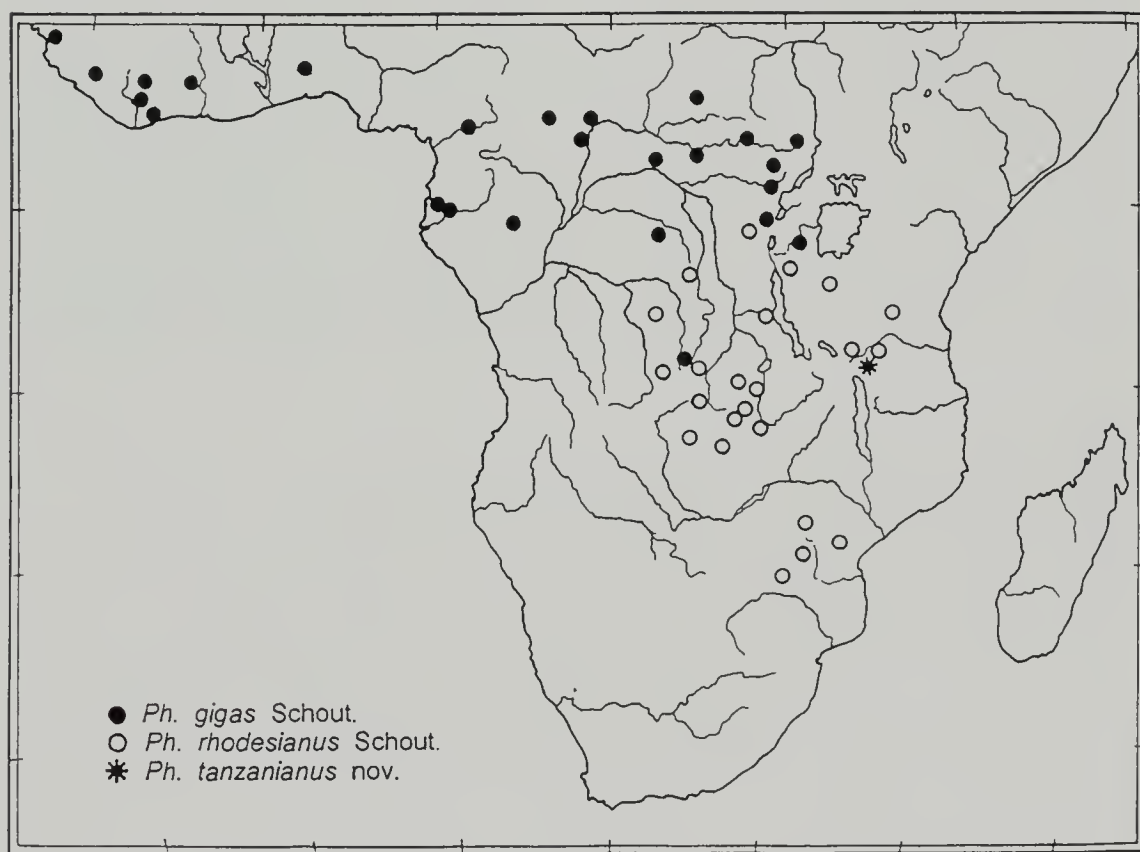 Ph. gigas Schout.
Ph. rhodesianus Schout.
Ph. tanzanianus nov.